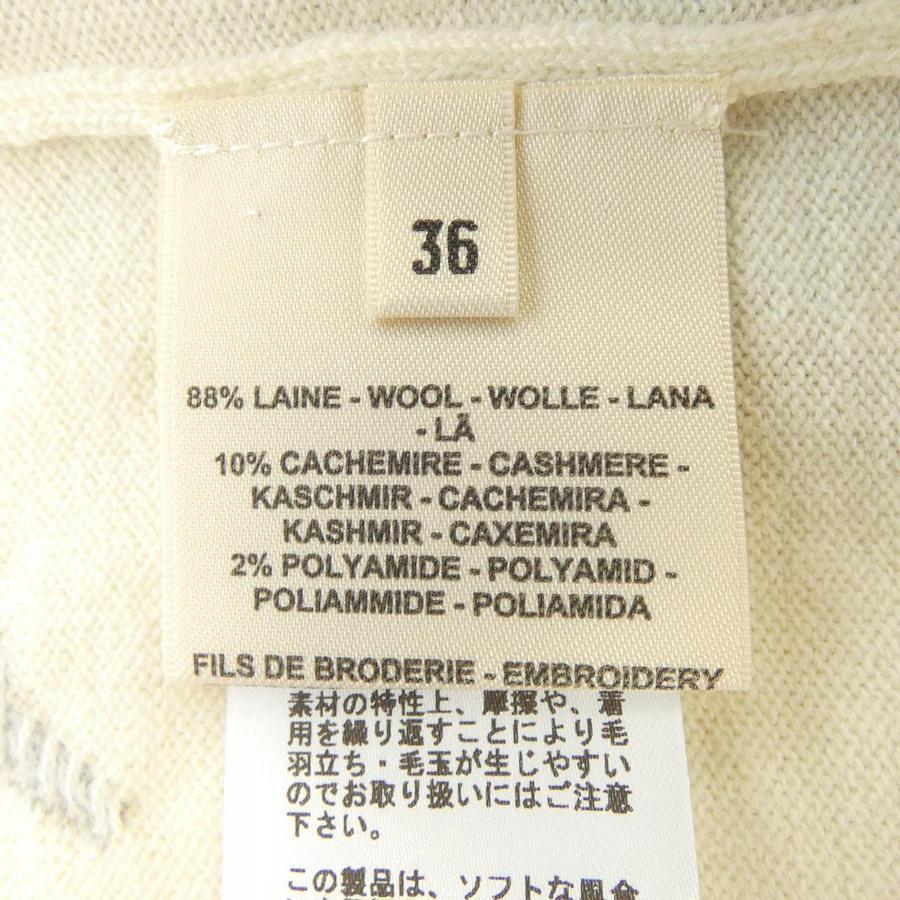 36
88% LAINE - WOOL - WOLLE - LANA
- LÃ
10% CACHEMIRE - CASHMERE -
KASCHMIR - CACHEMIRA -
KASHMIR - CAXEMIRA
2% POLYAMIDE - POLYAMID -
POLIAMMIDE - POLIAMIDA
FILS DE BRODERIE - EMBROIDERY
素材の特性上、摩擦や、着
用を繰り返すことにより毛
羽立ち・毛玉が生じやすい
のでお取り扱いにはご注意
下さい。
この製品は、ソフトな風合